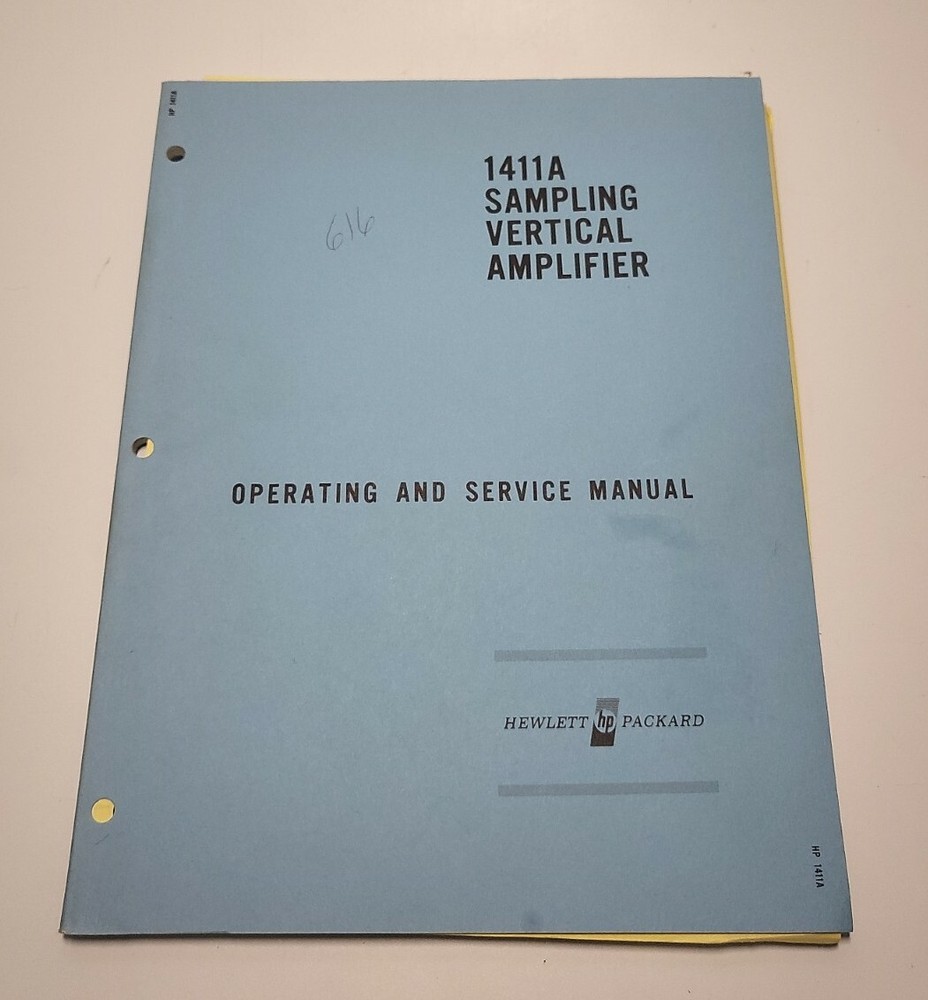 HP 1411A
1411A
SAMPLING
VERTICAL
AMPLIFIER
616
OPERATING AND SERVICE MANUAL
HEWLETT hp PACKARD
HP 1411A